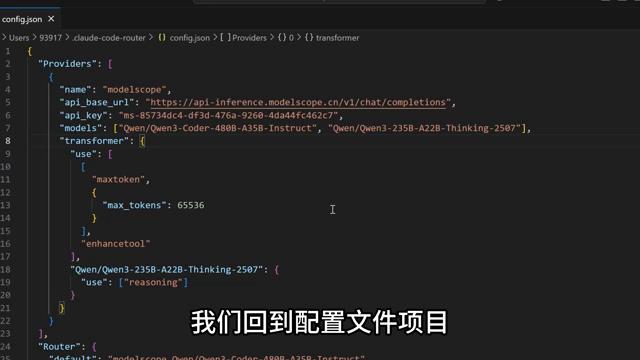 config.json
Users > 93917 > .claude-code-router > {} config.json > [ ] Providers > {} 0 > {} transformer
1 {
2 "Providers": [
3 {
4 "name": "modelscope",
5 "api_base_url": "https://api-inference.modelscope.cn/v1/chat/completions",
6 "api_key": "ms-85734dc4-df3d-476a-9260-4da44fc462c7",
7 "models": ["Qwen/Qwen3-Coder-480B-A35B-Instruct", "Qwen/Qwen3-235B-A22B-Thinking-2507"],
8 "transformer": {
9 "use": [
10 [
11 "maxtoken",
12 {
13 "max_tokens": 65536
14 }
15 ],
16 "enhancetool"
17 ],
18 "Qwen/Qwen3-235B-A22B-Thinking-2507": {
19 "use": ["reasoning"]
20 }
21 }
22 }
23 ],
24 "Router": {
"default": "modelscope,Qwen/Qwen3-Coder-480B-A35B-Instruct"
我们回到配置文件项目